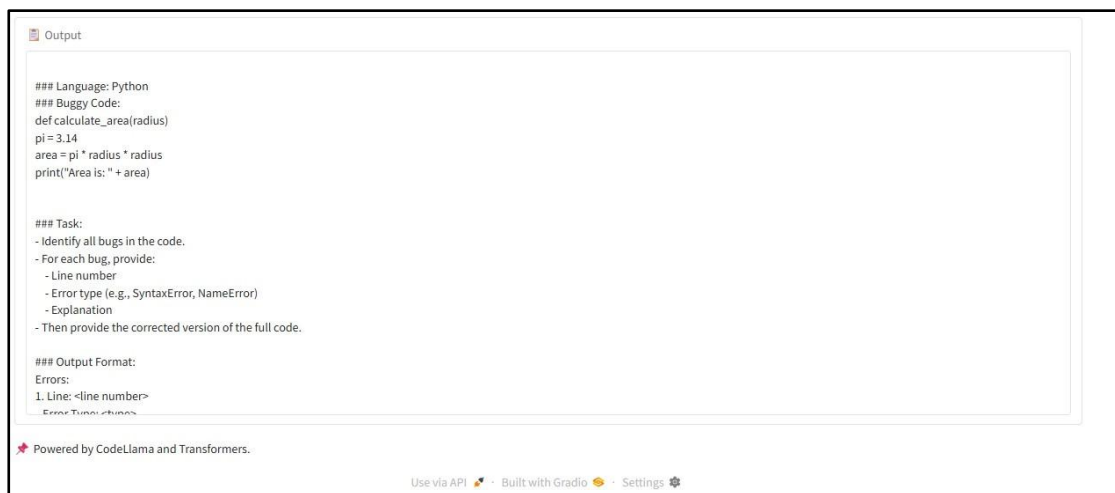 Output
### Language: Python
### Buggy Code:
def calculate_area(radius)
pi = 3.14
area = pi * radius * radius
print("Area is: " + area)
### Task:
- Identify all bugs in the code.
- For each bug, provide:
- Line number
- Error type (e.g., SyntaxError, NameError)
- Explanation
- Then provide the corrected version of the full code.
### Output Format:
Errors:
1. Line: <line number>
Error Type: <type>
Powered by CodeLlama and Transformers.
Use via API · Built with Gradio · Settings